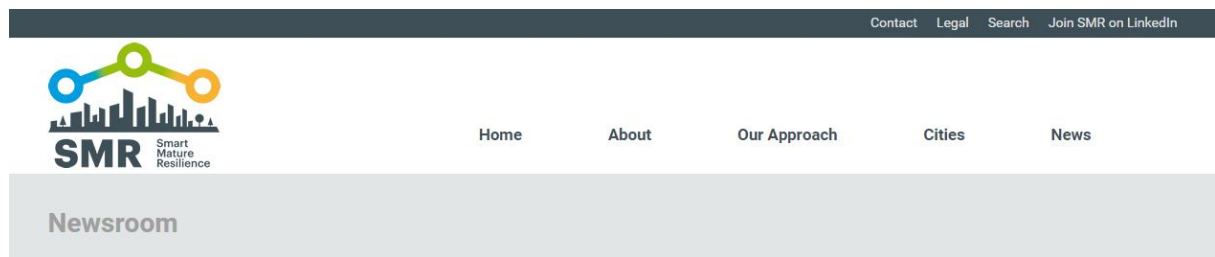 Contact Legal Search Join SMR on LinkedIn
SMR Smart Mature Resilience
Home About Our Approach Cities News
Newsroom